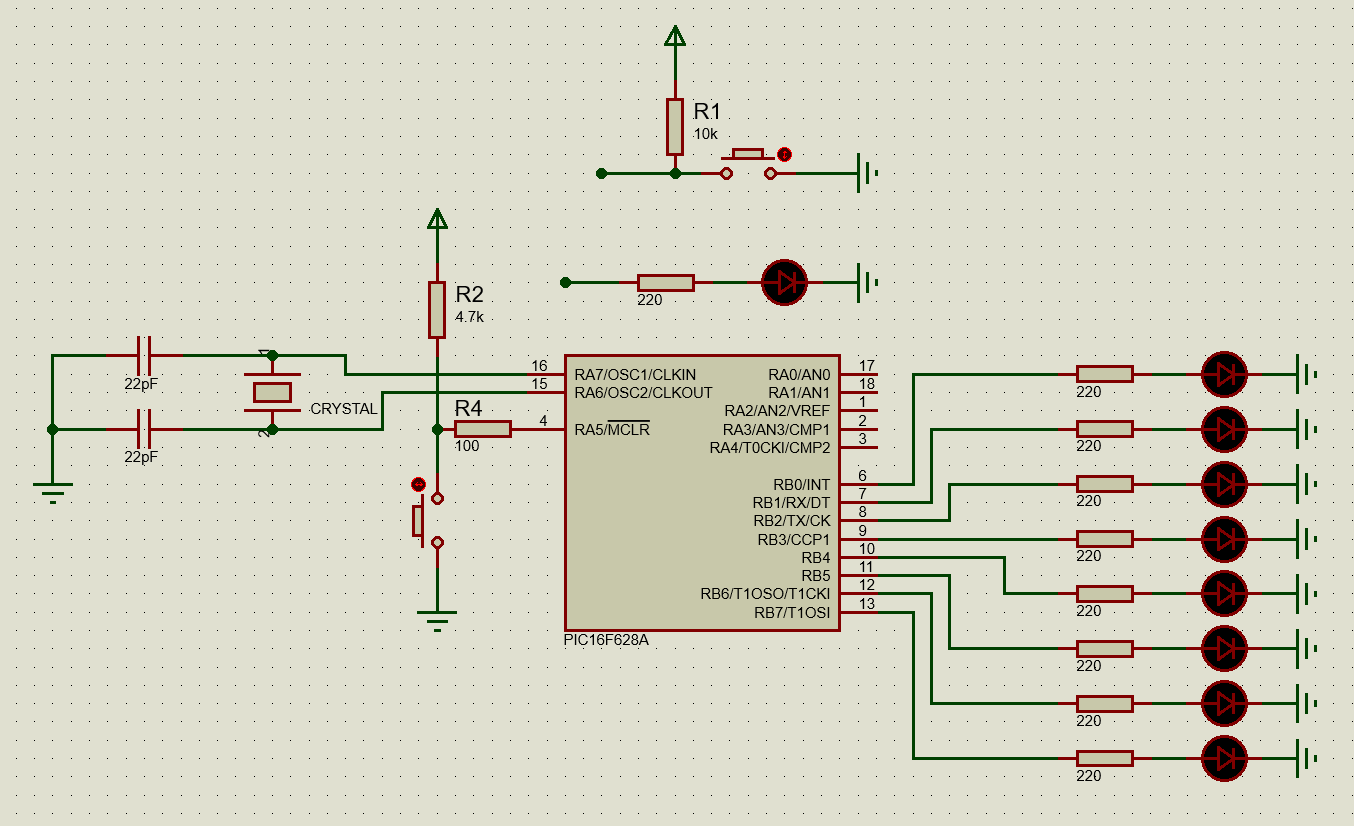 R1
10k
R2
4.7k
220
22pF
1
CRYSTAL
2
22pF
R4
100
16
15
4
RA7/OSC1/CLKIN
RA6/OSC2/CLKOUT
RA5/MCLR
RA0/AN0
RA1/AN1
RA2/AN2/VREF
RA3/AN3/CMP1
RA4/T0CKI/CMP2
RB0/INT
RB1/RX/DT
RB2/TX/CK
RB3/CCP1
RB4
RB5
RB6/T1OSO/T1CKI
RB7/T1OSI
17
18
1
2
3
6
7
8
9
10
11
12
13
PIC16F628A
220
220
220
220
220
220
220
220